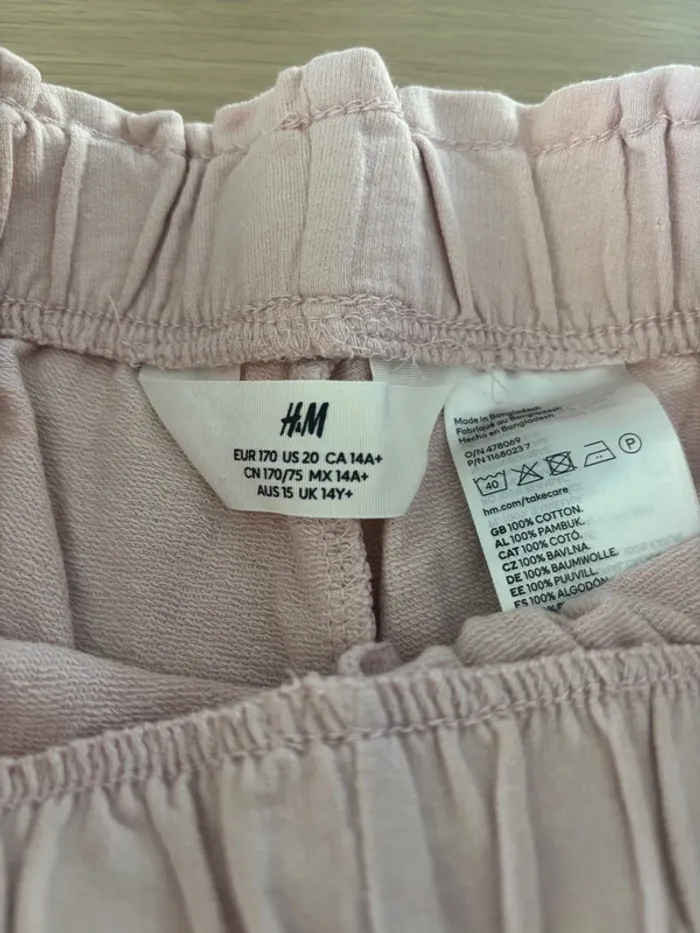 H&M
EUR 170 US 20 CA 14A+
CN 170/75 MX 14A+
AUS 15 UK 14Y+
Made in Bangladesh
Fabriqué au Bangladesh
Hecho en Bangladesh
O/N 478069
P/N 1168023 7
40 P
hm.com/takecare
GB 100% COTTON.
AL 100% PAMBUK.
CAT 100% COTÓ.
CZ 100% BAVLNA.
DE 100% BAUMWOLLE.
EE 100% PUUVILL.
ES 100% ALGODÓN.